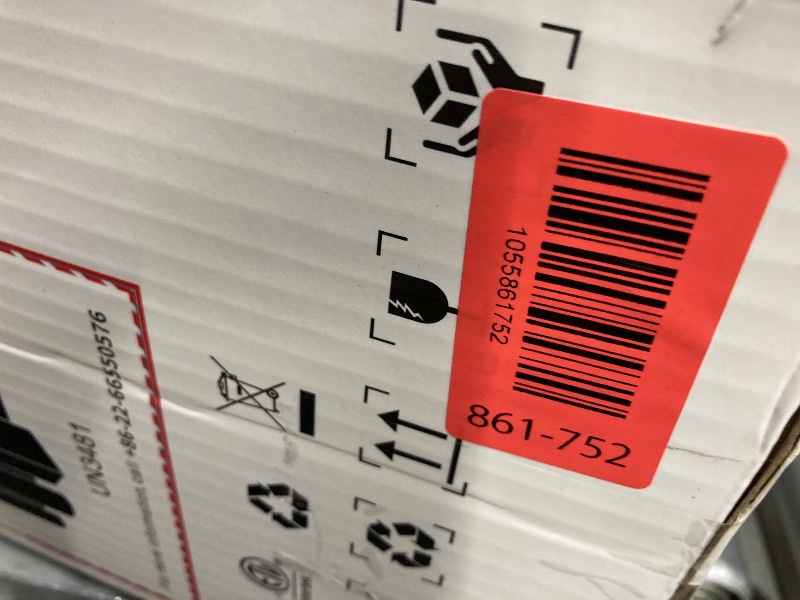 1055861752
861-752
UN3481
For more information, call +86-22-66550576